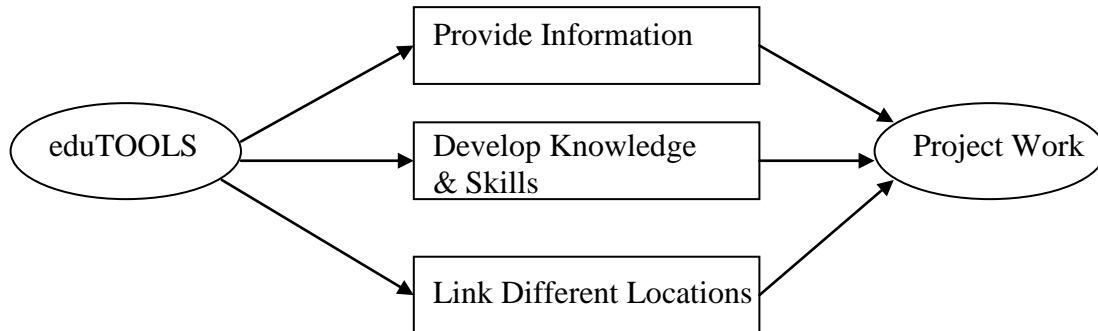 Provide Information
eduTOOLS
Develop Knowledge
& Skills
Project Work
Link Different Locations